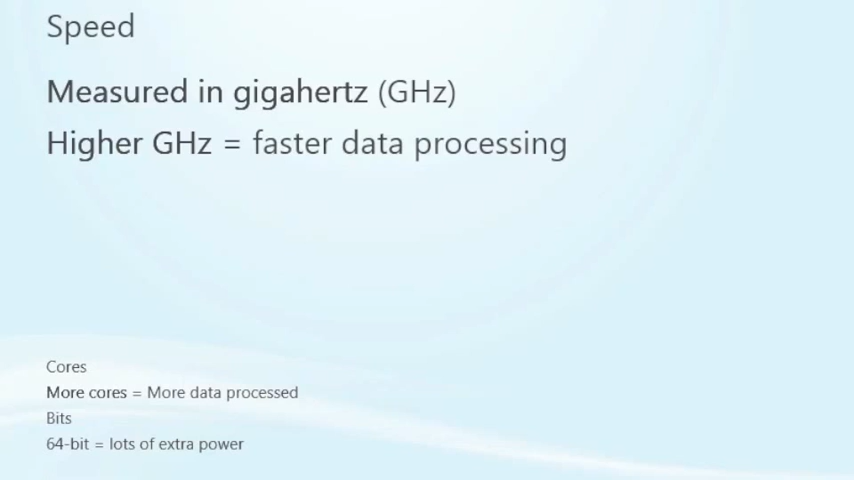 Speed
Measured in gigahertz (GHz)
Higher GHz = faster data processing
Cores
More cores = More data processed
Bits
64-bit = lots of extra power